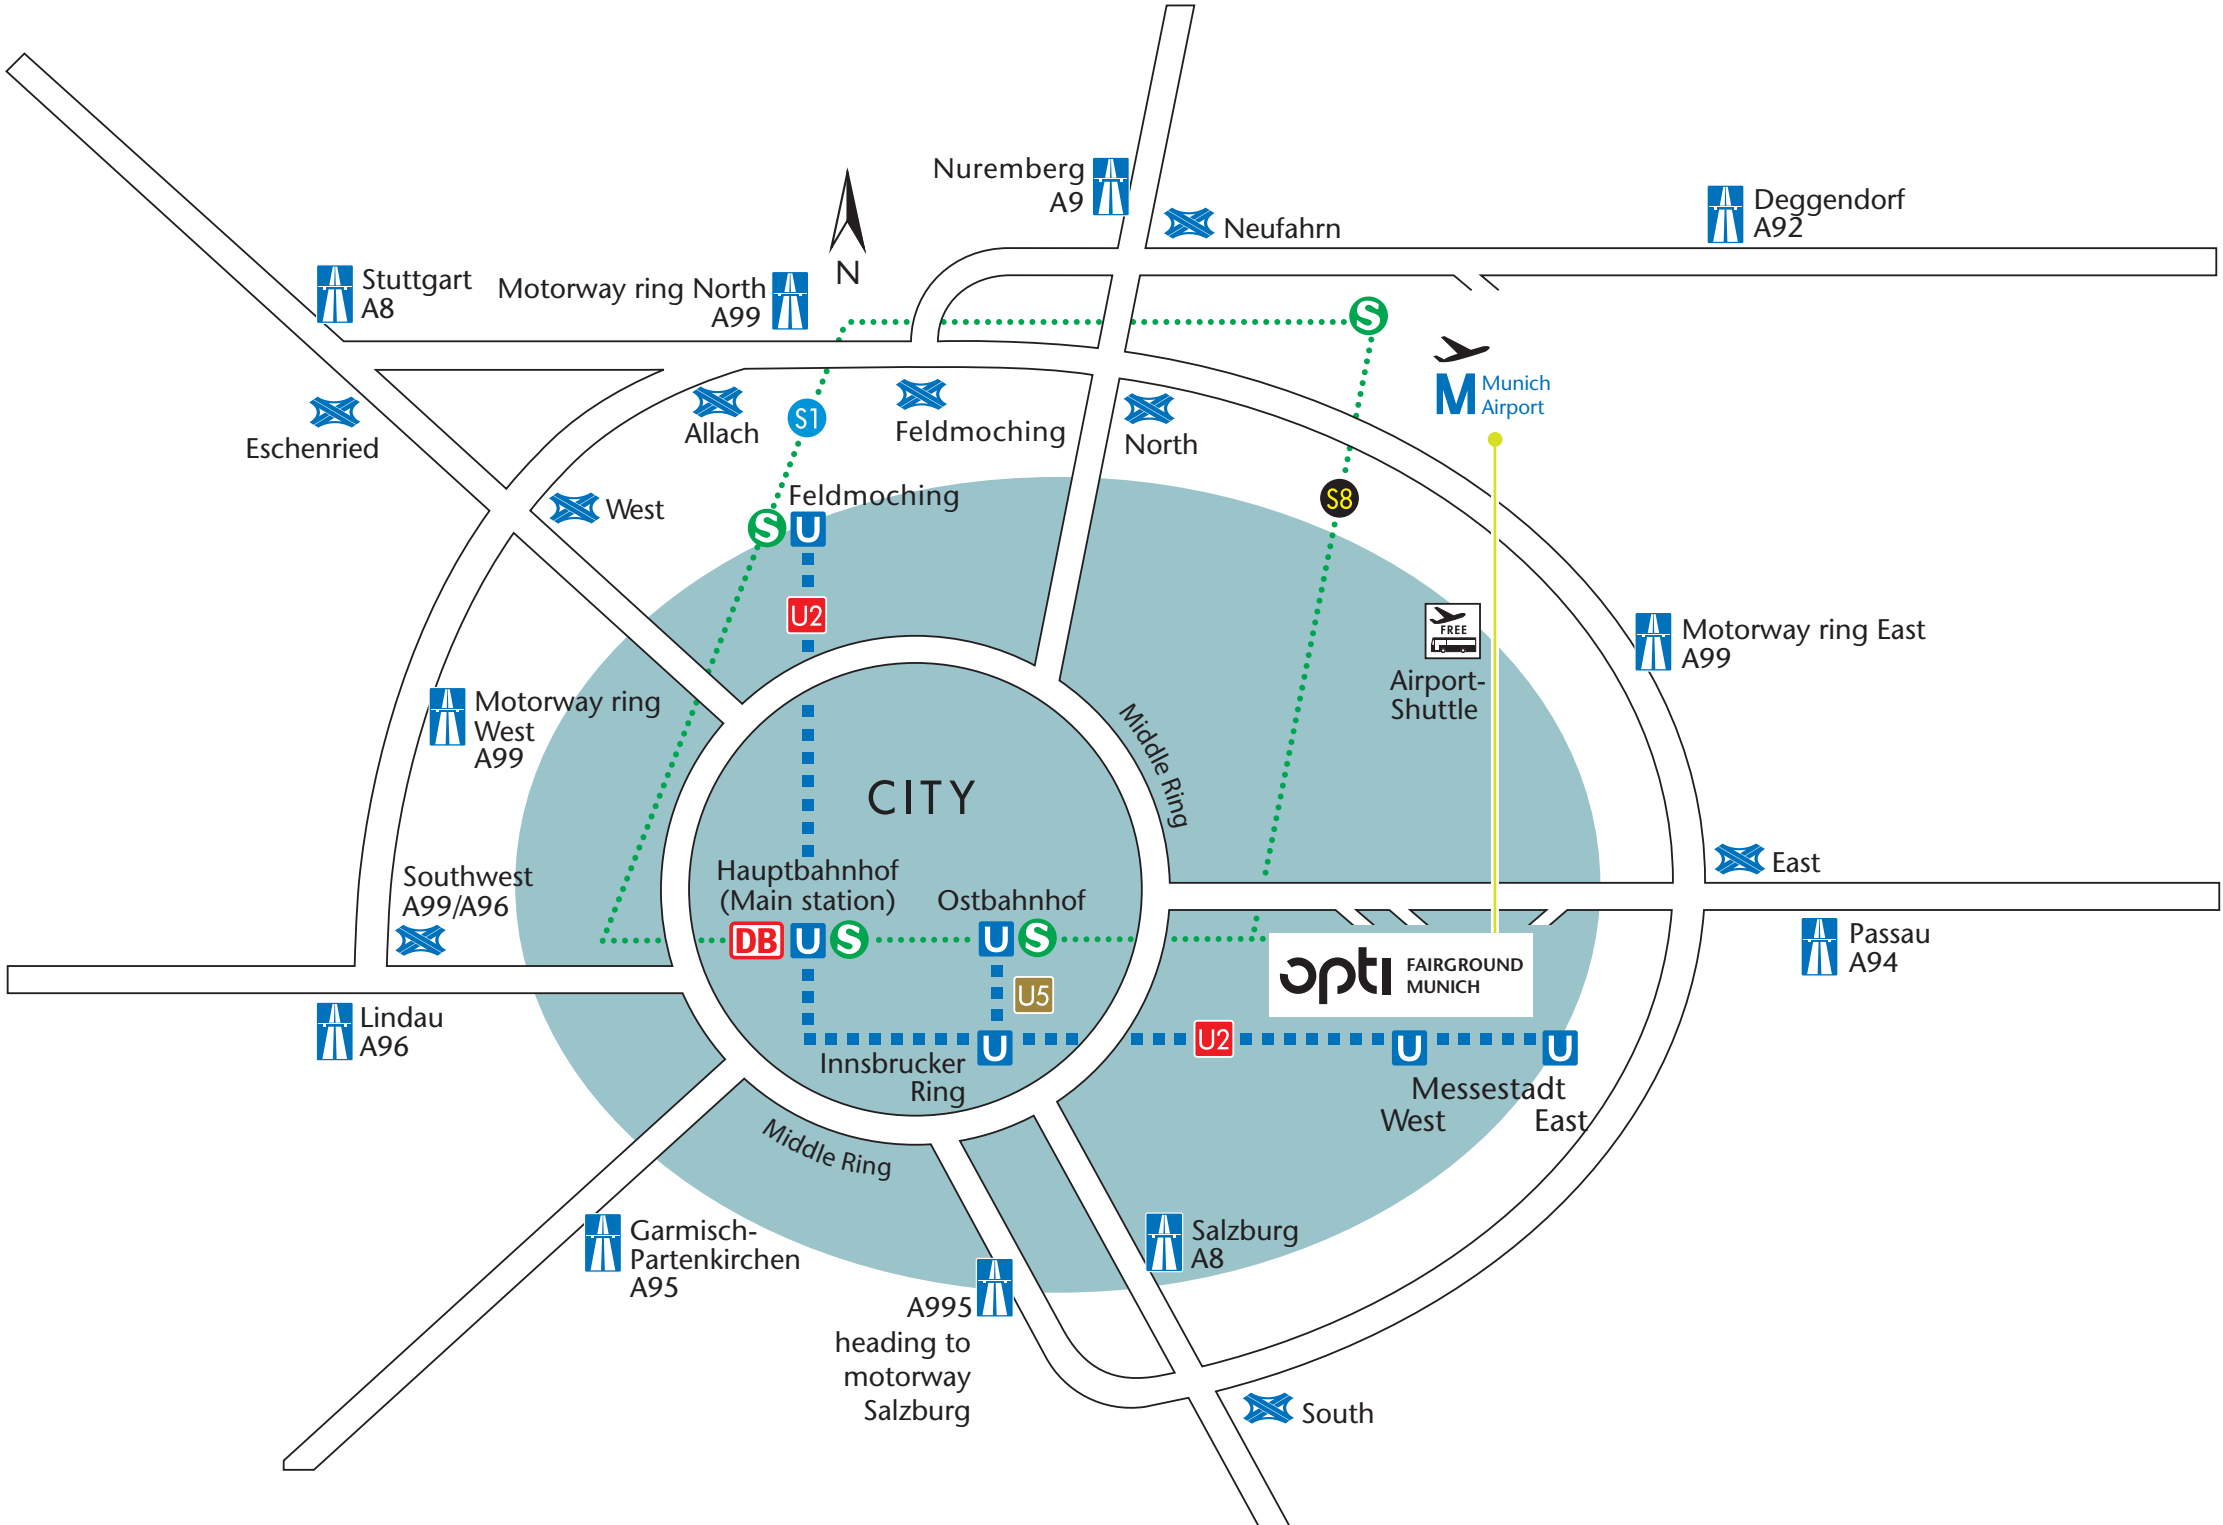 Nuremberg
A9
Neufahrn
Deggendorf
A92
N
Stuttgart
A8
Motorway ring North
A99
S
M
Munich
Airport
Eschenried
Allach
S1
Feldmoching
North
West
Feldmoching
S
U
S8
U2
FREE
Airport-
Shuttle
Motorway ring East
A99
Motorway ring
West
A99
Middle Ring
CITY
Southwest
A99/A96
Hauptbahnhof
(Main station)
DB
U
S
Ostbahnhof
U
S
East
Passau
A94
opti
FAIRGROUND
MUNICH
U5
Lindau
A96
Innsbrucker
Ring
U
U2
U
U
Messestadt
West
East
Middle Ring
Garmisch-
Partenkirchen
A95
Salzburg
A8
A995
heading to
motorway
Salzburg
South